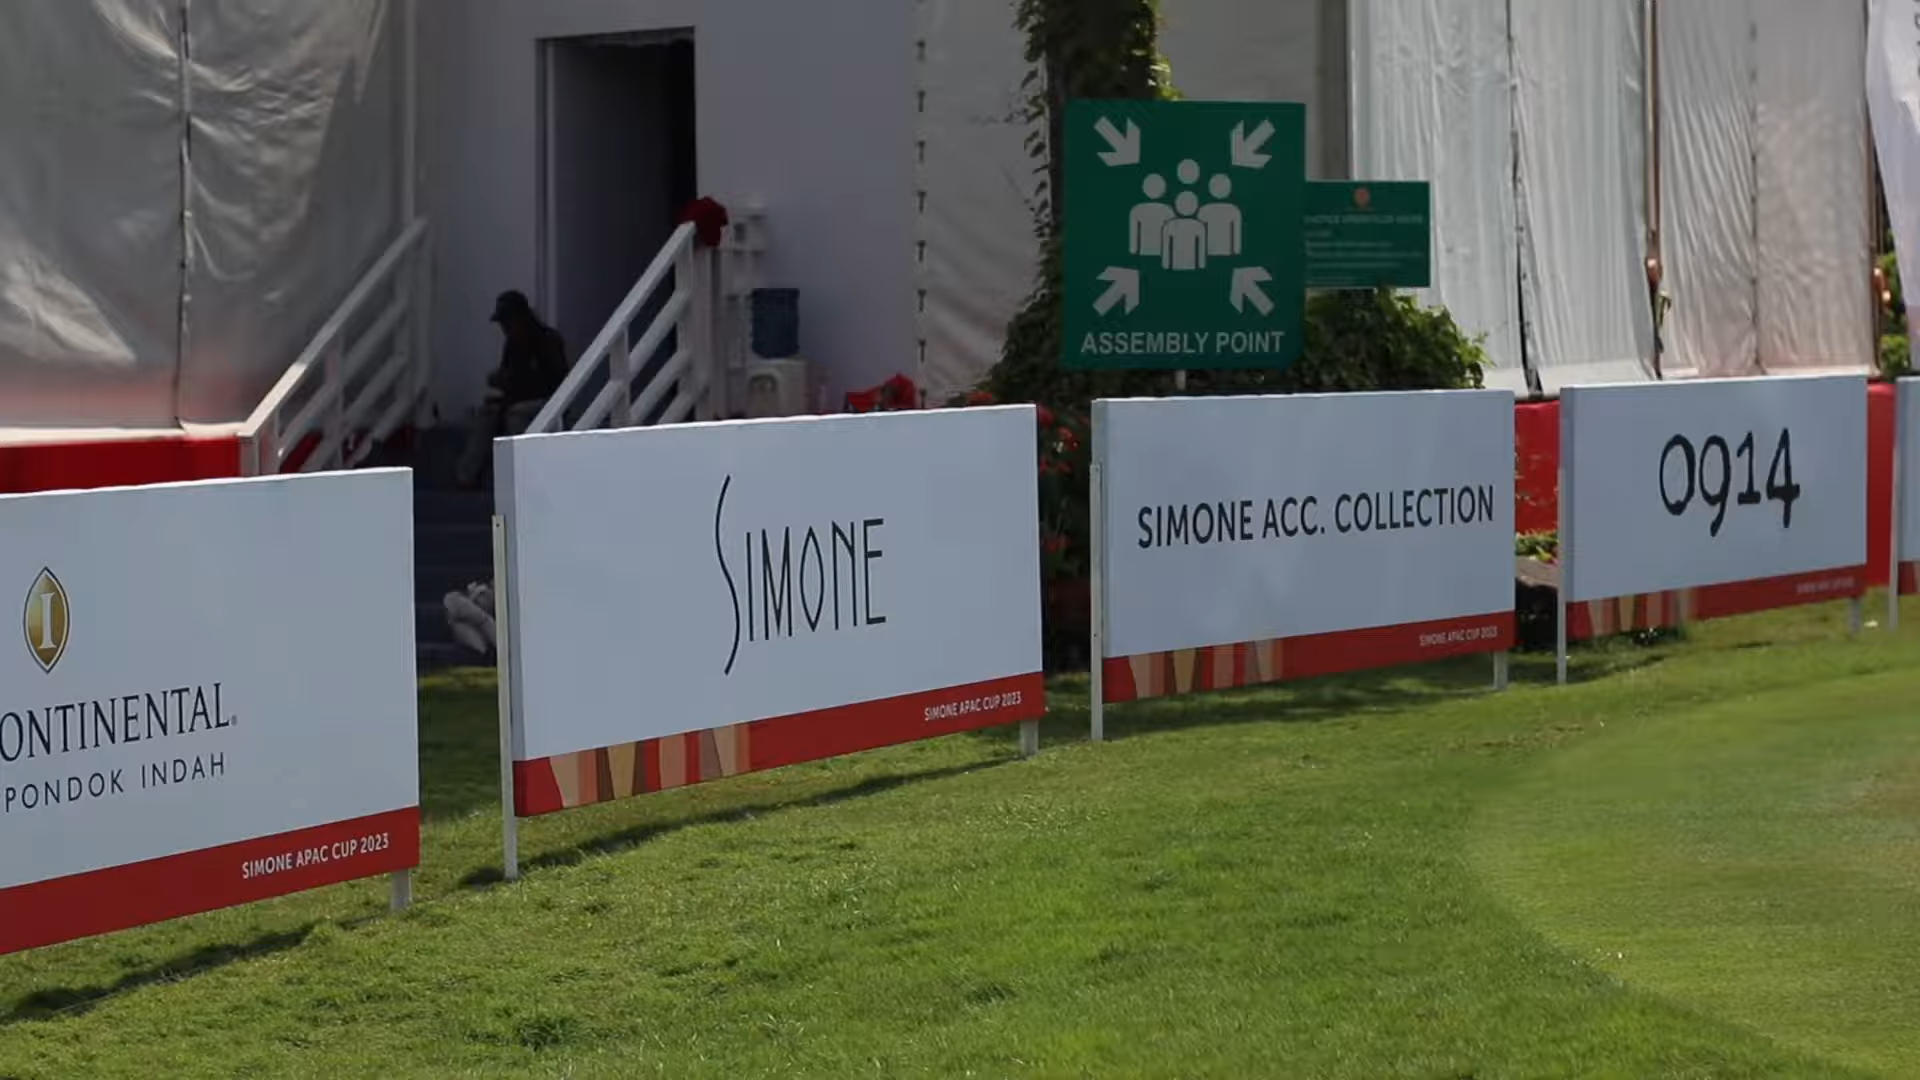 ASSEMBLY POINT
I
ONTINENTAL
PONDOK INDAH
SIMONE APAC CUP 2023
SIMONE
SIMONE APAC CUP 2023
SIMONE ACC. COLLECTION
SIMONE APAC CUP 2023
0914